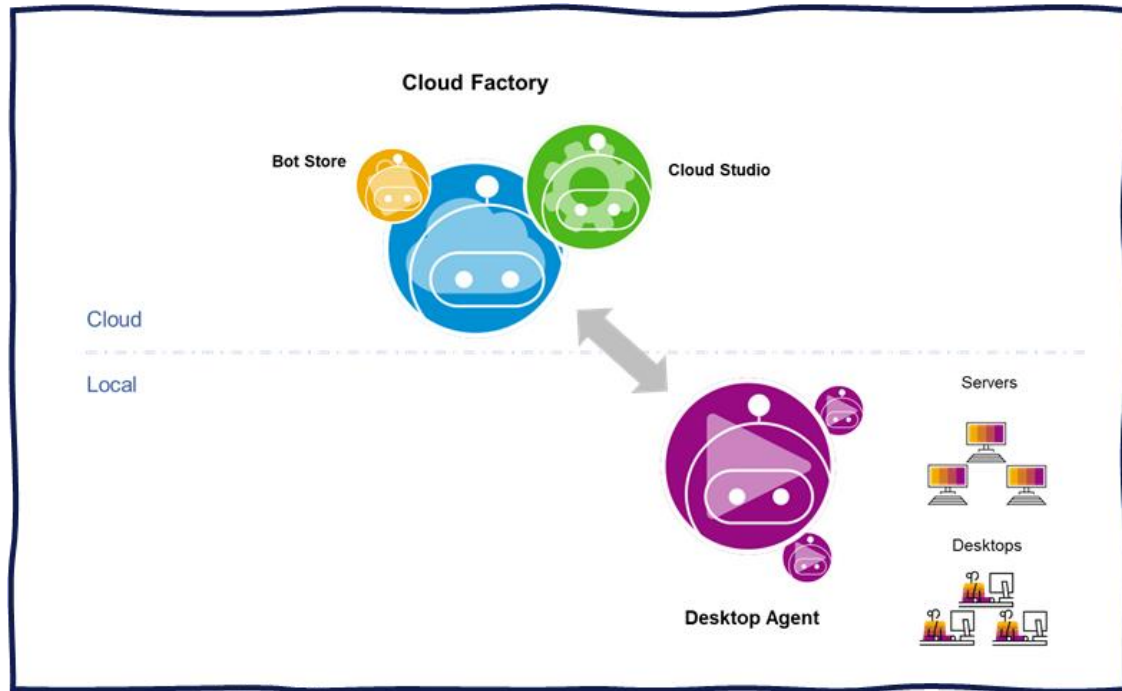 Cloud Factory
Bot Store
Cloud Studio
Cloud
Local
Servers
Desktops
Desktop Agent